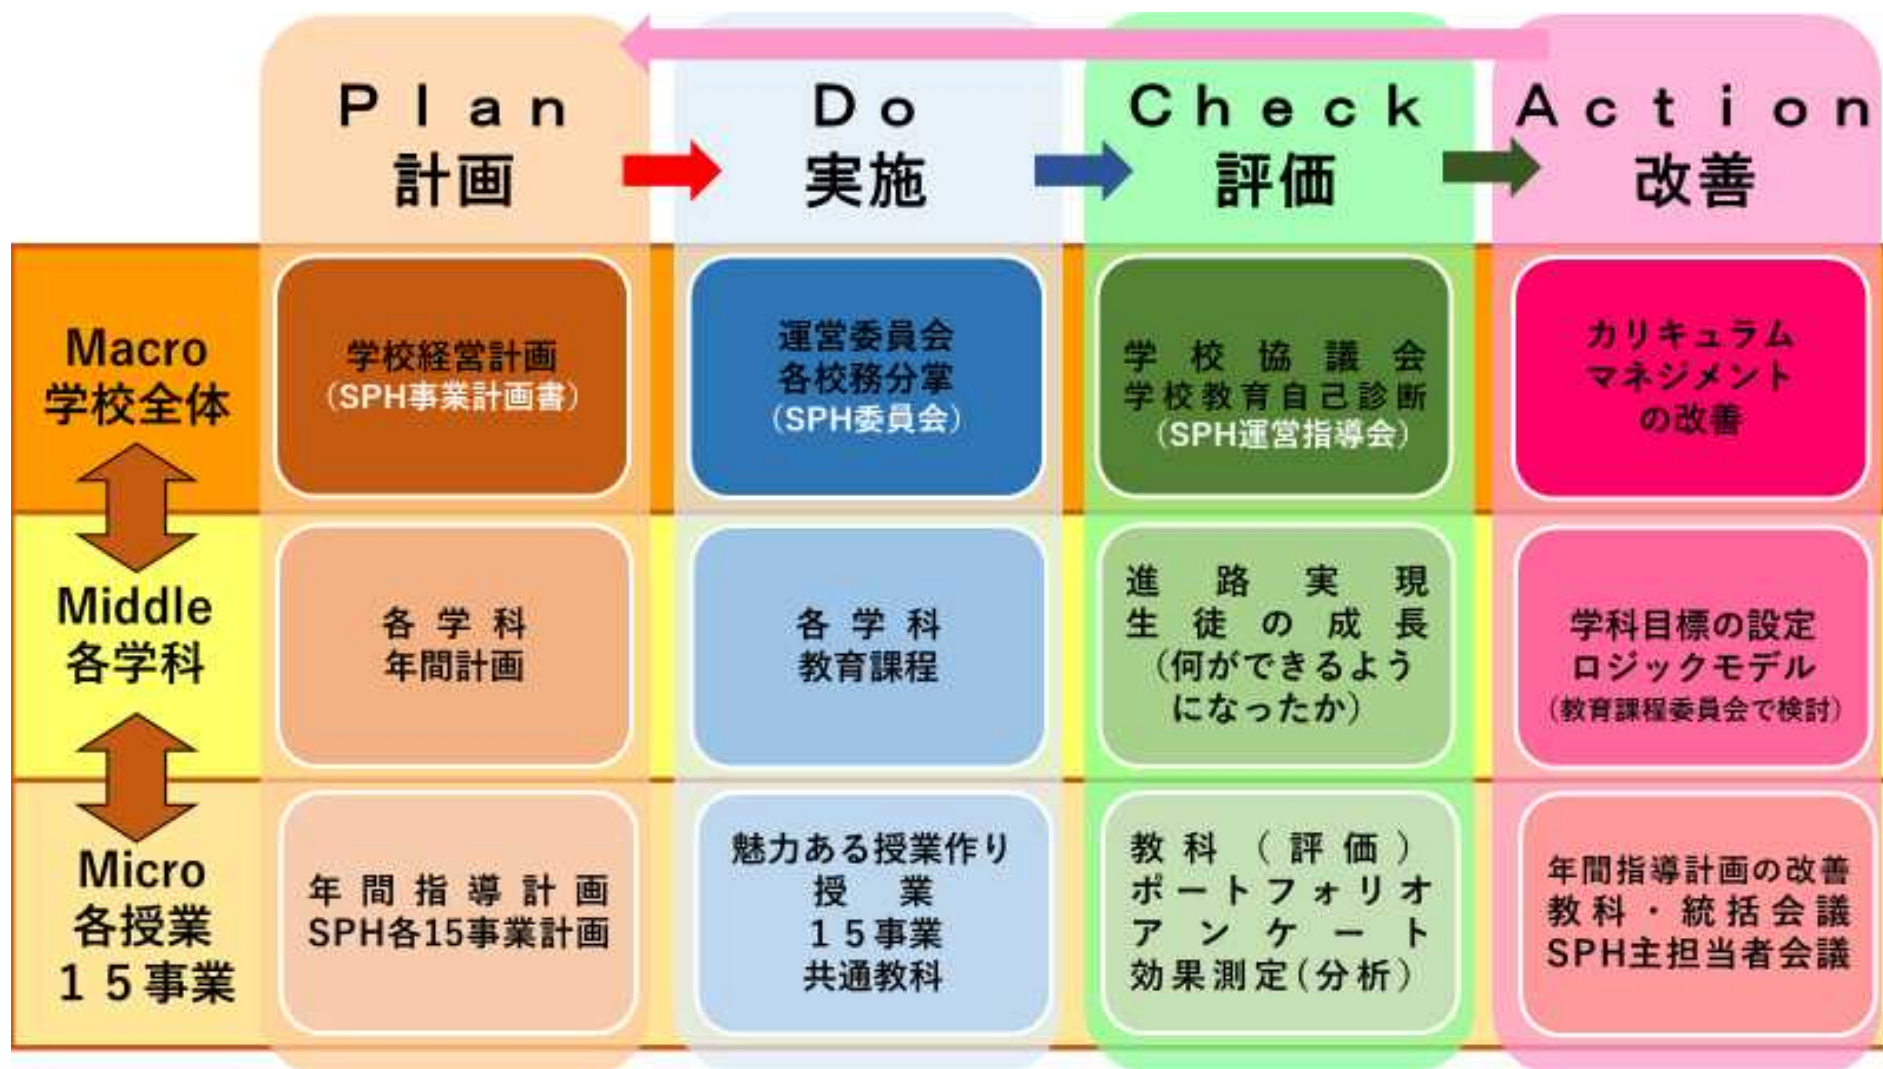 Plan
計画
Do
実施
Check
評価
Action
改善
Macro
学校全体
学校経営計画
（SPH事業計画書）
運営委員会
各校務分掌
（SPH委員会）
学校協議会
学校教育自己診断
（SPH運営指導会）
カリキュラム
マネジメント
の改善
Middle
各学科
各学科
年間計画
各学科
教育課程
進路実現
生徒の成長
（何ができるよう
になったか）
学科目標の設定
ロジックモデル
（教育課程委員会で検討）
Micro
各授業
１５事業
年間指導計画
SPH各15事業計画
魅力ある授業作り
授業
１５事業
共通教科
教科（評価）
ポートフォリオ
アンケート
効果測定(分析）
年間指導計画の改善
教科・統括会議
SPH主担当者会議